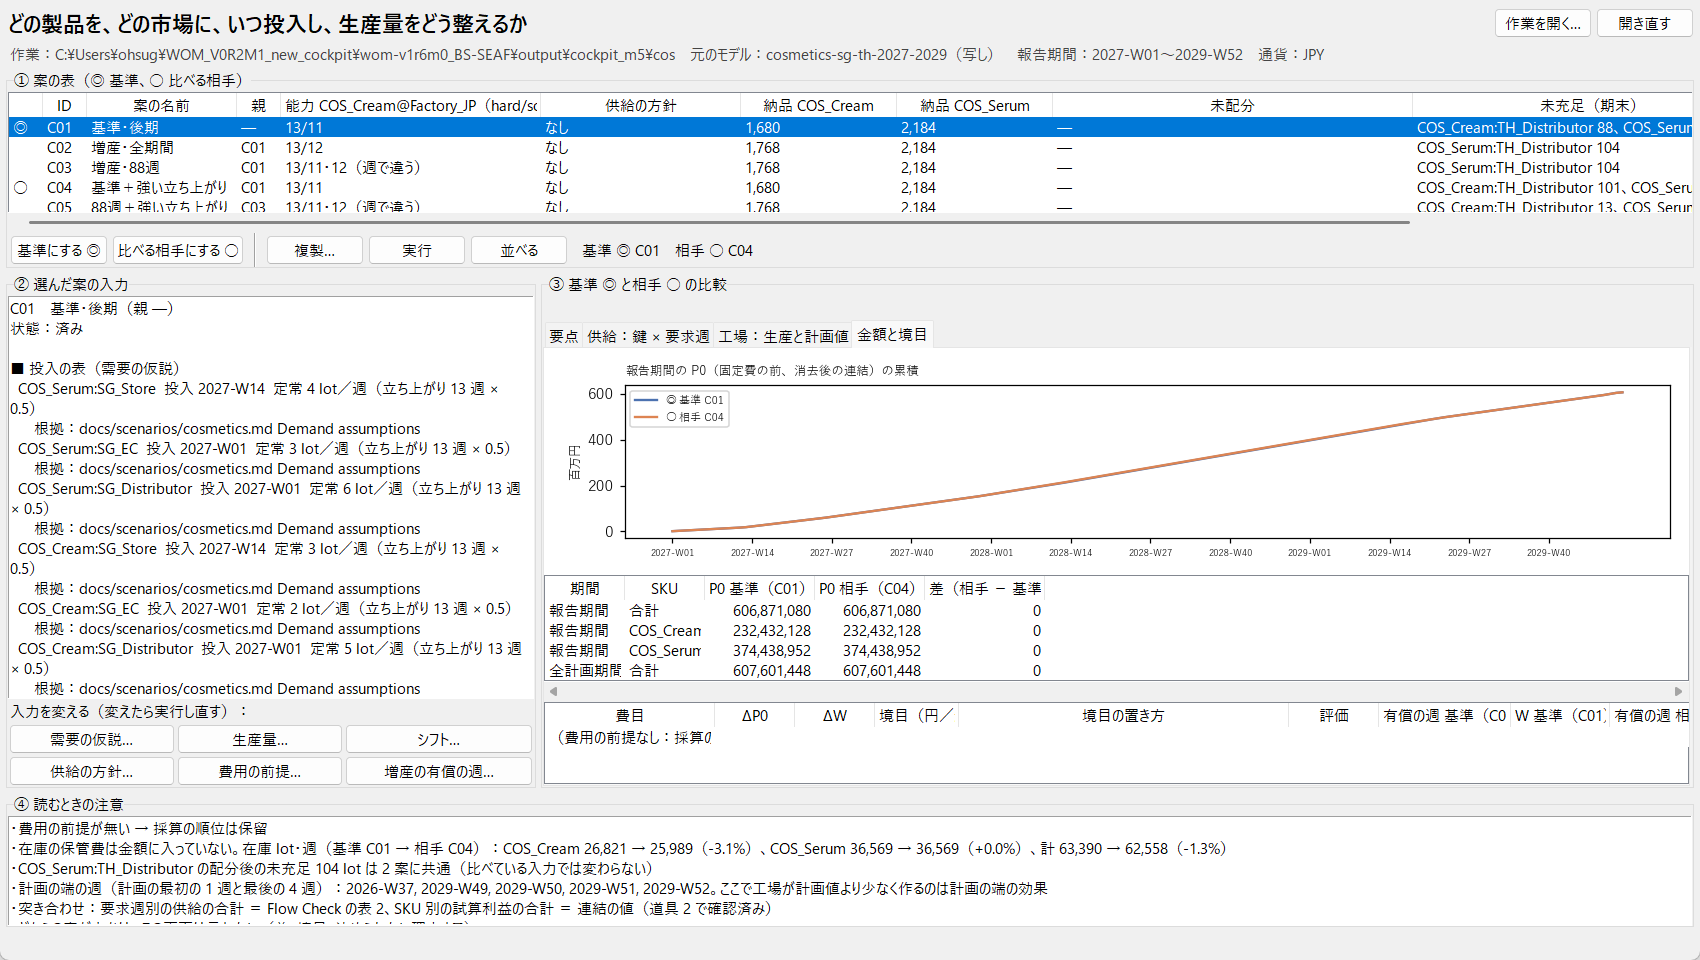 どの製品を、どの市場に、いつ投入し、生産量をどう整えるか
作業を開く...
開き直す
作業：C:¥Users¥ohsug¥WOM_V0R2M1_new_cockpit¥wom-v1r6m0_BS-SEAF¥output¥cockpit_m5¥cos 元のモデル：cosmetics-sg-th-2027-2029（写し） 報告期間：2027-W01～2029-W52 通貨：JPY
① 案の表（◎ 基準、○ 比べる相手）
ID 案の名前 親 能力 COS_Cream@Factory_JP（hard/sc 供給の方針 納品 COS_Cream 納品 COS_Serum 未配分 未充足（期末）
◎ C01 基準・後期 — 13/11 なし 1,680 2,184 — COS_Cream:TH_Distributor 88、COS_Serum
C02 増産・全期間 C01 13/12 なし 1,768 2,184 — COS_Serum:TH_Distributor 104
C03 増産・88週 C01 13/11・12（週で違う） なし 1,768 2,184 — COS_Serum:TH_Distributor 104
○ C04 基準＋強い立ち上がり C01 13/11 なし 1,680 2,184 — COS_Cream:TH_Distributor 101、COS_Seru
C05 88週＋強い立ち上がり C03 13/11・12（週で違う） なし 1,768 2,184 — COS_Cream:TH_Distributor 13、COS_Serum
基準にする ◎ 比べる相手にする ○ 複製... 実行 並べる 基準 ◎ C01 相手 ○ C04
② 選んだ案の入力
C01 基準・後期（親 —）
状態：済み
■ 投入の表（需要の仮説）
COS_Serum:SG_Store 投入 2027-W14 定常 4 lot／週（立ち上がり 13 週 ×
0.5）
根拠：docs/scenarios/cosmetics.md Demand assumptions
COS_Serum:SG_EC 投入 2027-W01 定常 3 lot／週（立ち上がり 13 週 × 0.5）
根拠：docs/scenarios/cosmetics.md Demand assumptions
COS_Serum:SG_Distributor 投入 2027-W01 定常 6 lot／週（立ち上がり 13 週
× 0.5）
根拠：docs/scenarios/cosmetics.md Demand assumptions
COS_Cream:SG_Store 投入 2027-W14 定常 3 lot／週（立ち上がり 13 週 ×
0.5）
根拠：docs/scenarios/cosmetics.md Demand assumptions
COS_Cream:SG_EC 投入 2027-W01 定常 2 lot／週（立ち上がり 13 週 × 0.5）
根拠：docs/scenarios/cosmetics.md Demand assumptions
COS_Cream:SG_Distributor 投入 2027-W01 定常 5 lot／週（立ち上がり 13 週
× 0.5）
根拠：docs/scenarios/cosmetics.md Demand assumptions
入力を変える（変えたら実行し直す）：
需要の仮説... 生産量... シフト...
供給の方針... 費用の前提... 増産の有償の週...
③ 基準 ◎ と相手 ○ の比較
要点 供給：鍵 × 要求週 工場：生産と計画値 金額と境目
報告期間の P0（固定費の前、消去後の連結）の累積
◎ 基準 C01
○ 相手 C04
百万円
600
400
200
0
2027-W01 2027-W14 2027-W27 2027-W40 2028-W01 2028-W14 2028-W27 2028-W40 2029-W01 2029-W14 2029-W27 2029-W40
期間 SKU P0 基準（C01） P0 相手（C04） 差（相手 － 基準
報告期間 合計 606,871,080 606,871,080 0
報告期間 COS_Cream 232,432,128 232,432,128 0
報告期間 COS_Serum 374,438,952 374,438,952 0
全計画期間 合計 607,601,448 607,601,448 0
費目 ΔP0 ΔW 境目（円／ 境目の置き方 評価 有償の週 基準（C0 W 基準（C01） 有償の週 相
（費用の前提なし：採算の
④ 読むときの注意
・費用の前提が無い → 採算の順位は保留
・在庫の保管費は金額に入っていない。在庫 lot・週（基準 C01 → 相手 C04）：COS_Cream 26,821 → 25,989（-3.1%）、COS_Serum 36,569 → 36,569（+0.0%）、計 63,390 → 62,558（-1.3%）
・COS_Serum:TH_Distributor の配分後の未充足 104 lot は 2 案に共通（比べている入力では変わらない）
・計画の端の週（計画の最初の 1 週と最後の 4 週）：2026-W37, 2029-W49, 2029-W50, 2029-W51, 2029-W52。ここで工場が計画値より少なく作るのは計画の端の効果
・突き合わせ：要求週別の供給の合計 ＝ Flow Check の表 2、SKU 別の試算利益の合計 ＝ 連結の値（道具 2 で確認済み）